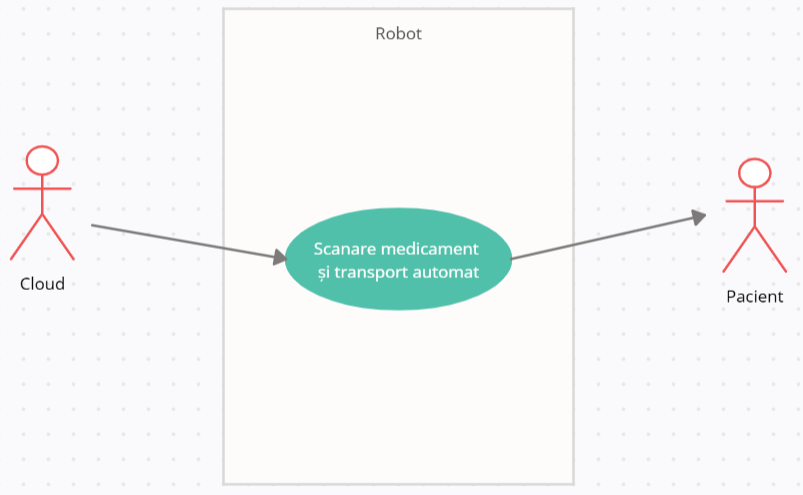 Robot
Scanare medicament
și transport automat
Cloud
Pacient